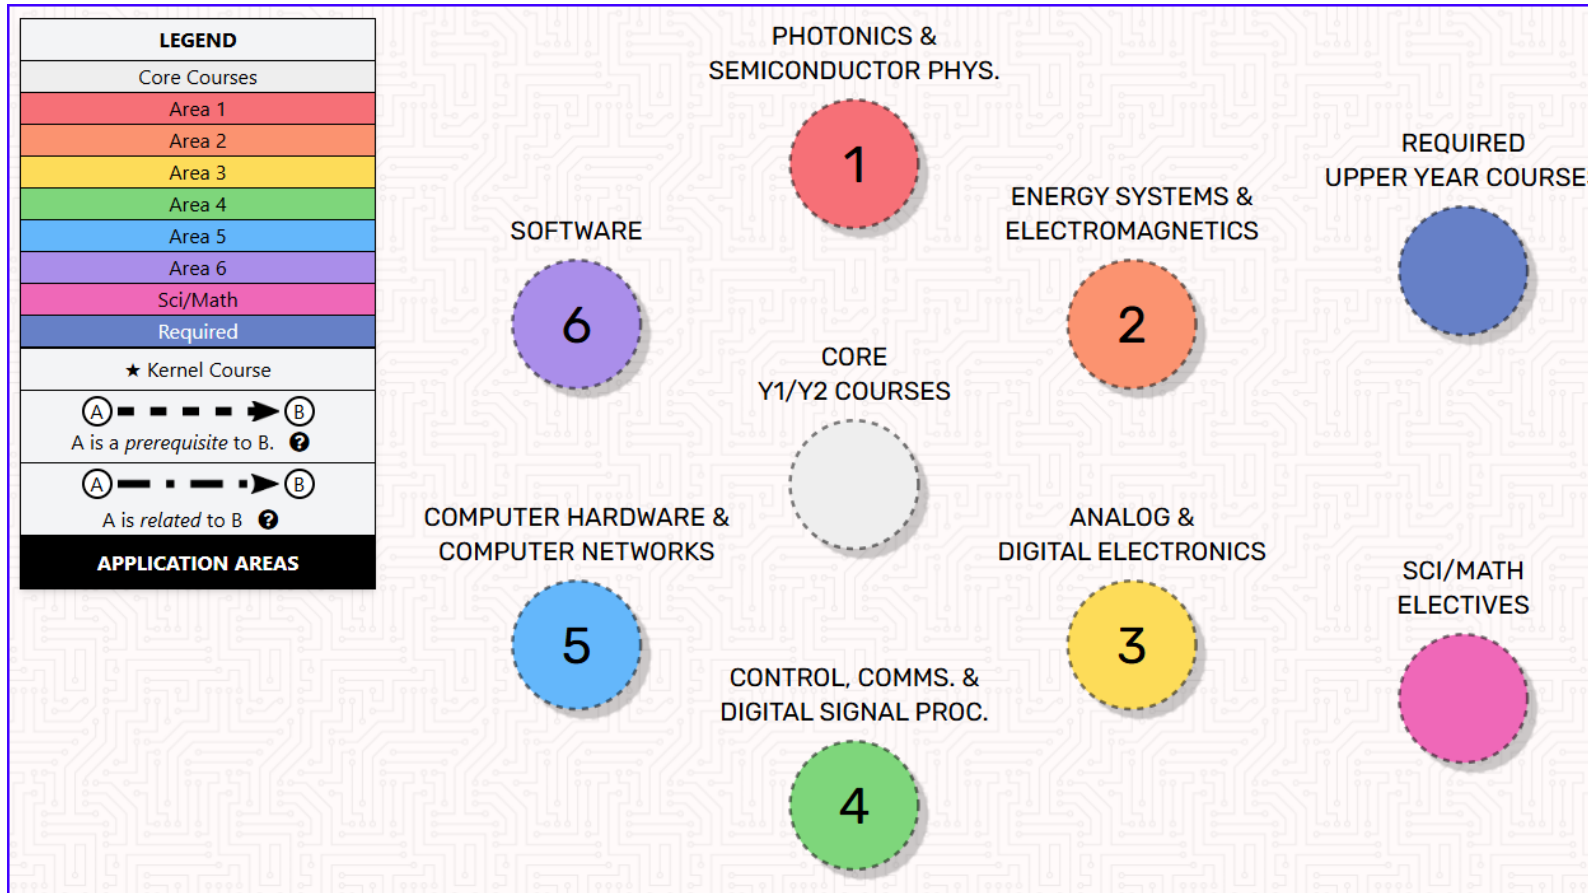 LEGEND
Core Courses
Area 1
Area 2
Area 3
Area 4
Area 5
Area 6
Sci/Math
Required
★ Kernel Course
A B
A is a prerequisite to B. ?
A B
A is related to B ?
APPLICATION AREAS
PHOTONICS &
SEMICONDUCTOR PHYS.
1
SOFTWARE
6
ENERGY SYSTEMS &
ELECTROMAGNETICS
2
REQUIRED
UPPER YEAR COURSES
CORE
Y1/Y2 COURSES
COMPUTER HARDWARE &
COMPUTER NETWORKS
5
ANALOG &
DIGITAL ELECTRONICS
3
CONTROL, COMMS. &
DIGITAL SIGNAL PROC.
4
SCI/MATH
ELECTIVES